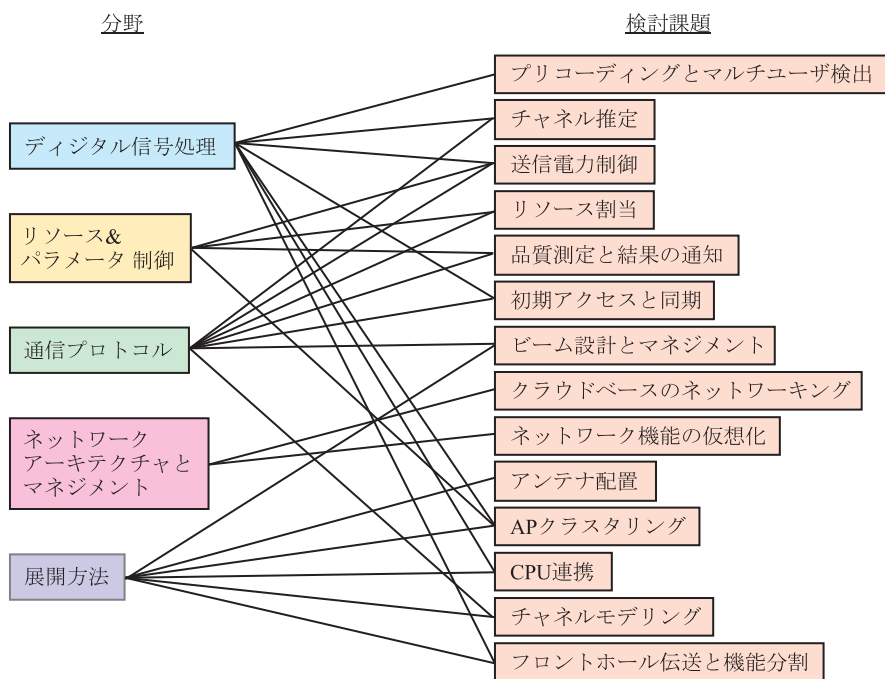 分野
検討課題
ディジタル信号処理
リソース&
パラメータ 制御
通信プロトコル
ネットワーク
アーキテクチャと
マネジメント
展開方法
プリコーディングとマルチユーザ検出
チャネル推定
送信電力制御
リソース割当
品質測定と結果の通知
初期アクセスと同期
ビーム設計とマネジメント
クラウドベースのネットワーキング
ネットワーク機能の仮想化
アンテナ配置
APクラスタリング
CPU連携
チャネルモデリング
フロントホール伝送と機能分割